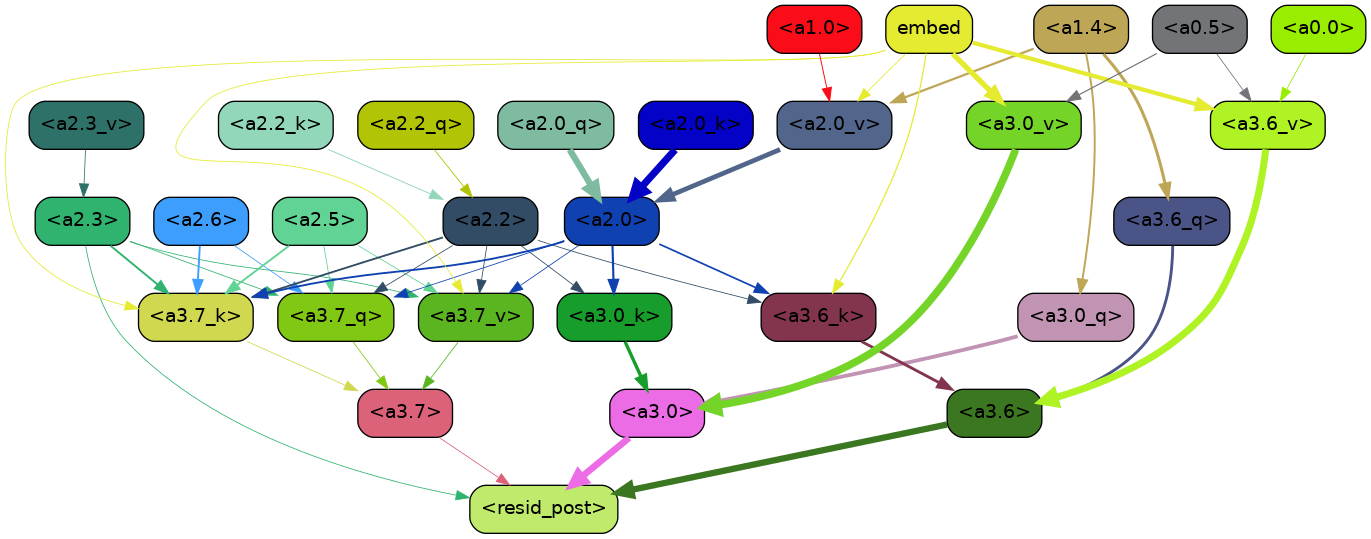 <a1.0>
embed
<a1.4>
<a0.5>
<a0.0>
<a2.3_v>
<a2.2_k>
<a2.2_q>
<a2.0_q>
<a2.0_k>
<a2.0_v>
<a3.0_v>
<a3.6_v>
<a2.3>
<a2.6>
<a2.5>
<a2.2>
<a2.0>
<a3.6_q>
<a3.7_k>
<a3.7_q>
<a3.7_v>
<a3.0_k>
<a3.6_k>
<a3.0_q>
<a3.7>
<a3.0>
<a3.6>
<resid_post>